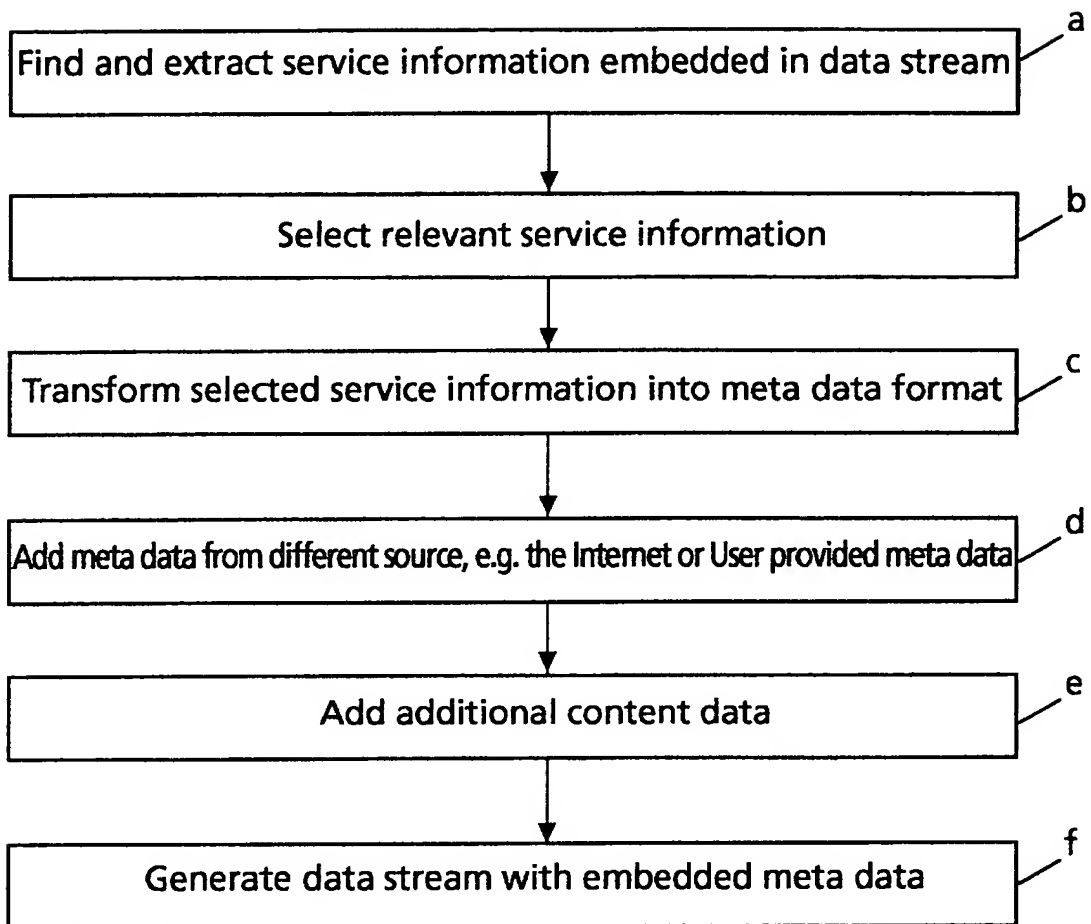 a
Find and extract service information embedded in data stream
b
Select relevant service information
c
Transform selected service information into meta data format
d
Add meta data from different source, e.g. the Internet or User provided meta data
e
Add additional content data
f
Generate data stream with embedded meta data